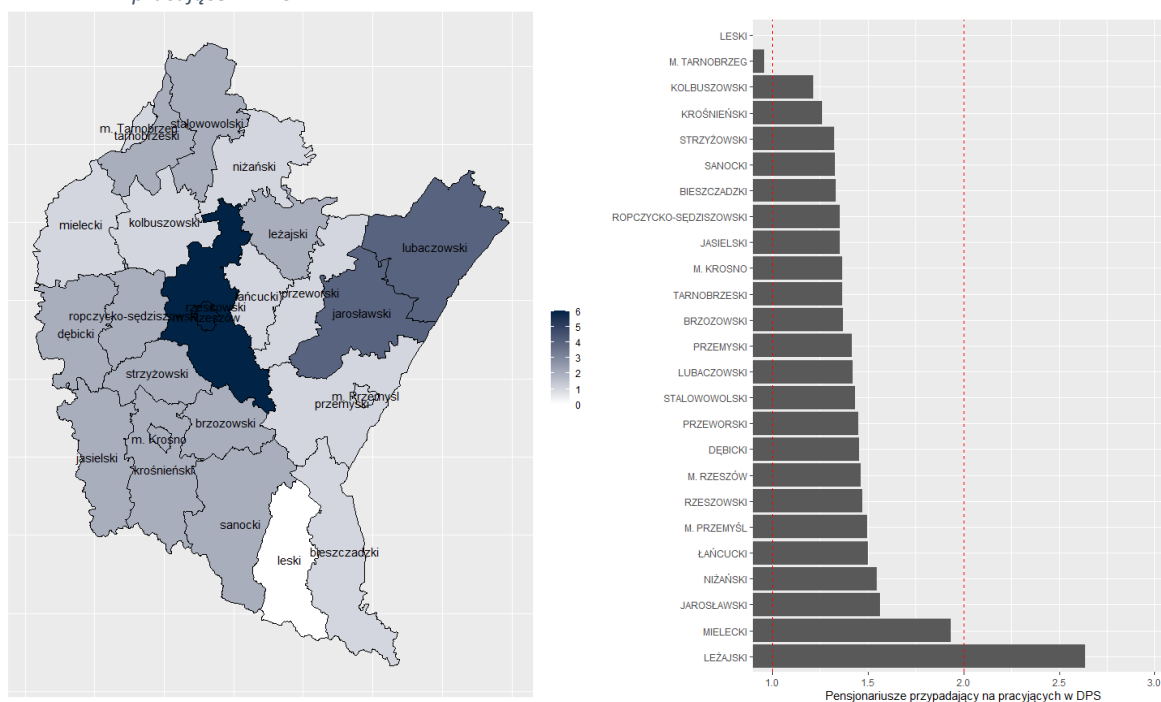 m. Tarnobrzeg
tarnobrzeski
stalowowolski
niżański
mielecki
kolbuszowski
leżajski
lubaczowski
łańcucki
przeworski
rzeszowski
m. Rzeszów
ropczycko-sędziszowski
jarosławski
dębicki
strzyżowski
m. Przemyśl
przemyski
brzozowski
m. Krosno
jasielski
krośnieński
sanocki
leski
bieszczadzki
6
5
4
3
2
1
0
LESKI
M. TARNOBRZEG
KOLBUSZOWSKI
KROŚNIEŃSKI
STRZYŻOWSKI
SANOCKI
BIESZCZADZKI
ROPCZYCKO-SĘDZISZOWSKI
JASIELSKI
M. KROSNO
TARNOBRZESKI
BRZOZOWSKI
PRZEMYSKI
LUBACZOWSKI
STALOWOWOLSKI
PRZEWORSKI
DĘBICKI
M. RZESZÓW
RZESZOWSKI
M. PRZEMYŚL
ŁAŃCUCKI
NIŻAŃSKI
JAROSŁAWSKI
MIELECKI
LEŻAJSKI
1.0 1.5 2.0 2.5 3.0
Pensjonariusze przypadający na pracyjących w DPS